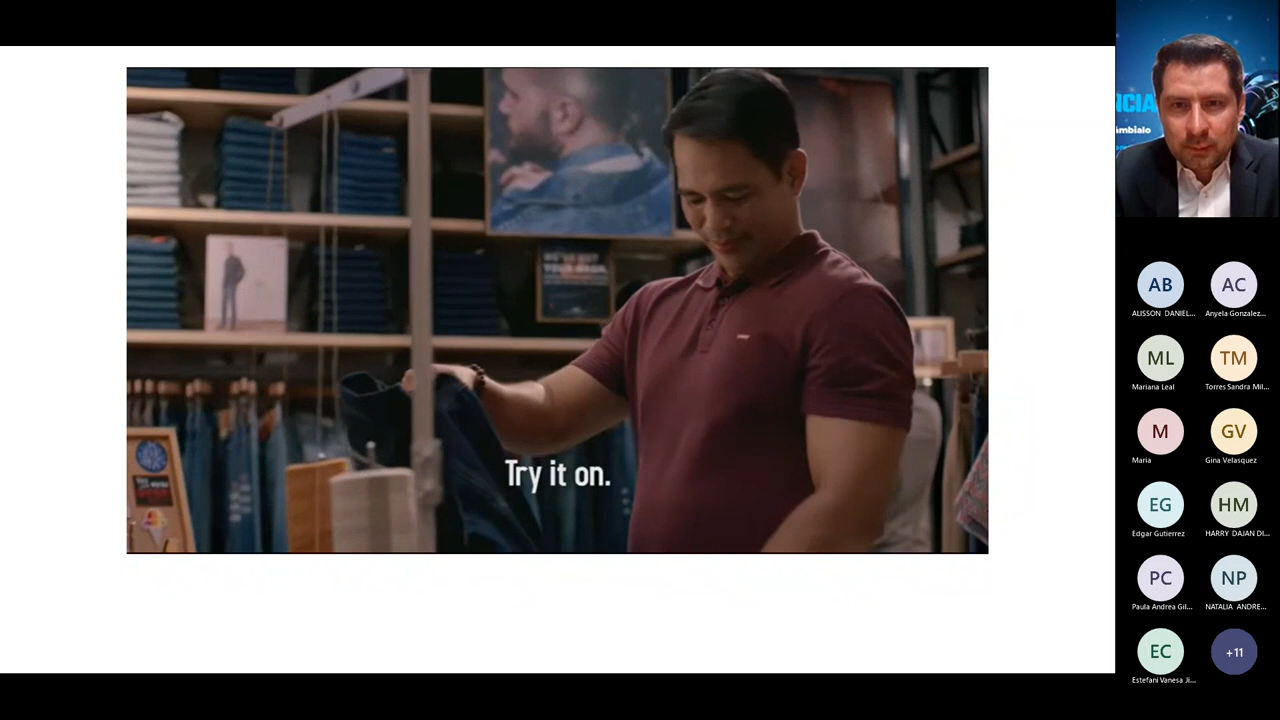 Try it on.
NCIA
ámbialo
AB
AC
ALISSON DANIEL...
Anyela Gonzalez...
ML
TM
Mariana Leal
Torres Sandra Mil...
M
GV
Maria
Gina Velasquez
EG
HM
Edgar Gutierrez
HARRY DAJAN DI...
PC
NP
Paula Andrea Gil...
NATALIA ANDRE...
EC
+11
Estefani Vanesa Ji...